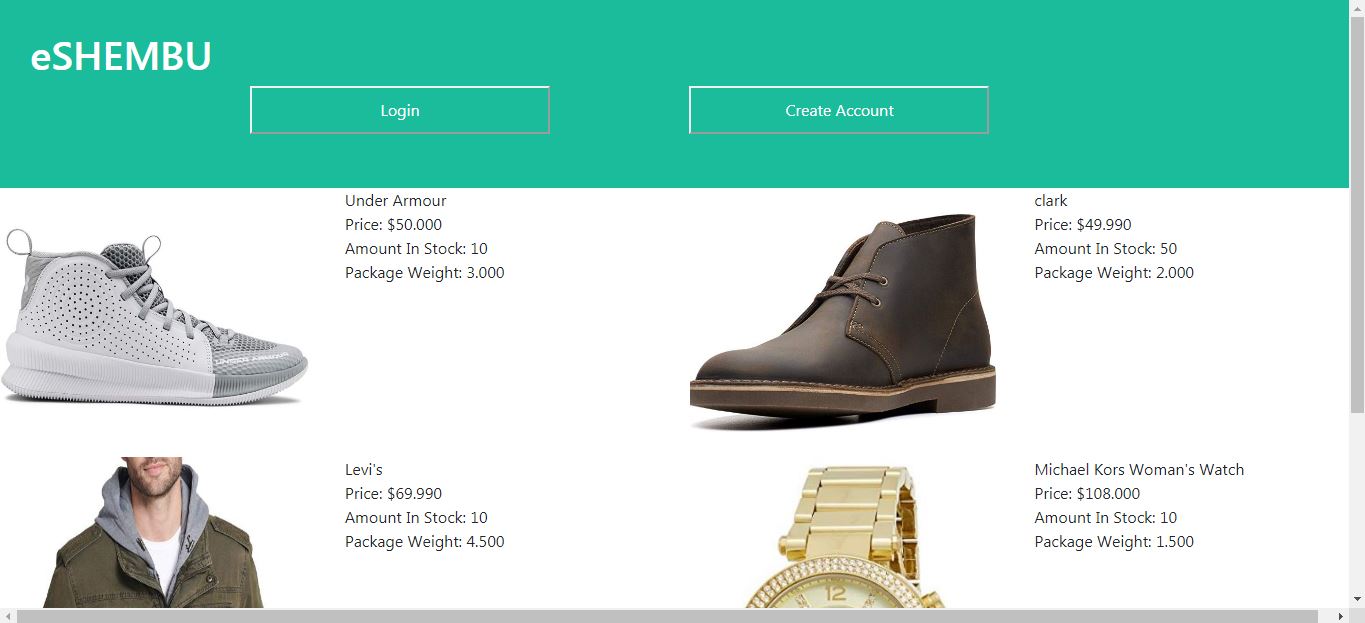 eSHEMBU
Login
Create Account
Under Armour
Price: $50.000
Amount In Stock: 10
Package Weight: 3.000
clark
Price: $49.990
Amount In Stock: 50
Package Weight: 2.000
Levi's
Price: $69.990
Amount In Stock: 10
Package Weight: 4.500
Michael Kors Woman's Watch
Price: $108.000
Amount In Stock: 10
Package Weight: 1.500
12